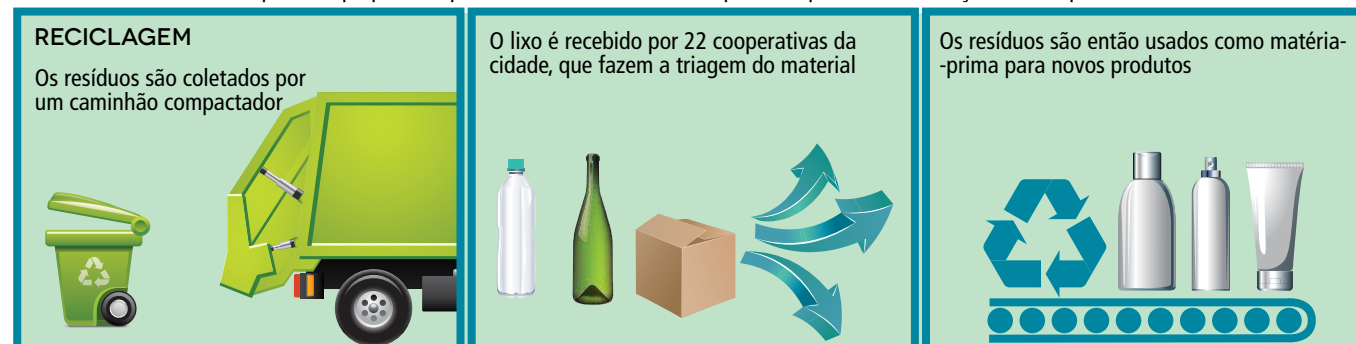 RECICLAGEM
Os resíduos são coletados por
um caminhão compactador
O lixo é recebido por 22 cooperativas da
cidade, que fazem a triagem do material
Os resíduos são então usados como matéria-
-prima para novos produtos